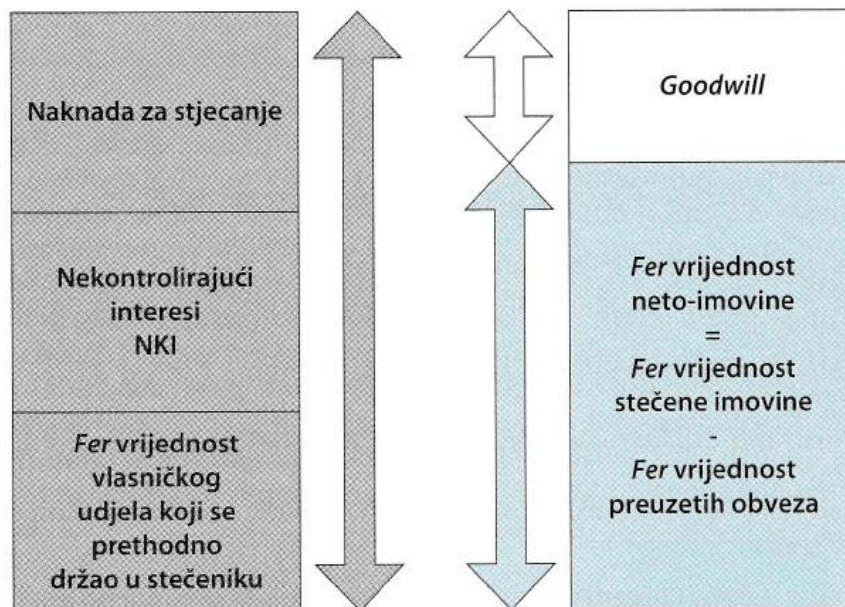 Naknada za stjecanje
Nekontrolirajući
interesi
NKI
Fer vrijednost
vlasničkog
udjela koji se
prethodno
držao u stečeniku
Goodwill
Fer vrijednost
neto-imovine
=
Fer vrijednost
stečene imovine
-
Fer vrijednost
preuzetih obveza